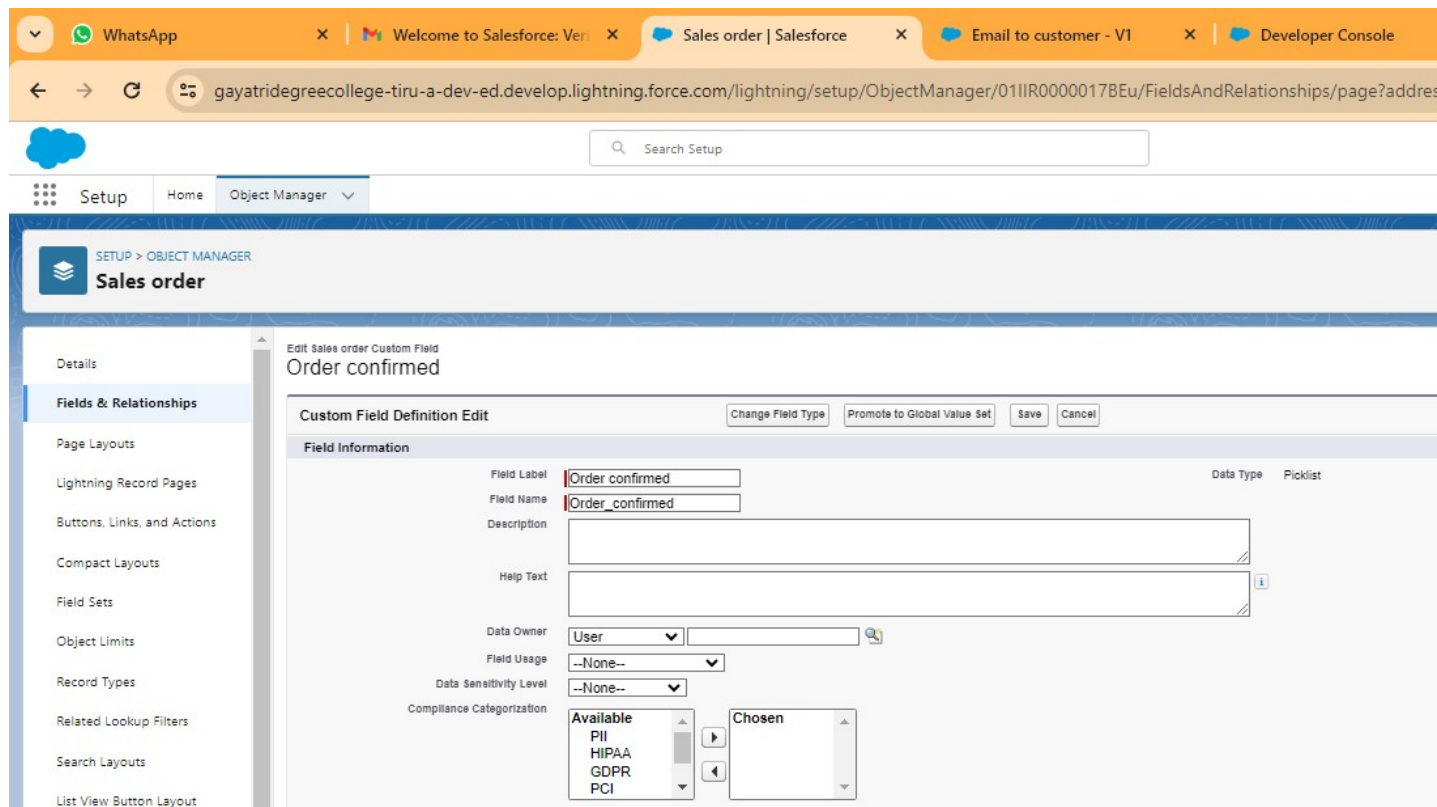 WhatsApp
Welcome to Salesforce: Veri
Sales order | Salesforce
Email to customer - V1
Developer Console
gayatridegreecollege-tiru-a-dev-ed.develop.lightning.force.com/lightning/setup/ObjectManager/01IIR0000017BEu/FieldsAndRelationships/page?addres
Search Setup
Setup
Home
Object Manager
SETUP > OBJECT MANAGER
Sales order
Details
Fields & Relationships
Page Layouts
Lightning Record Pages
Buttons, Links, and Actions
Compact Layouts
Field Sets
Object Limits
Record Types
Related Lookup Filters
Search Layouts
List View Button Layout
Edit Sales order Custom Field
Order confirmed
Custom Field Definition Edit
Change Field Type
Promote to Global Value Set
Save
Cancel
Field Information
Field Label
Order confirmed
Data Type
Picklist
Field Name
Order_confirmed
Description
Help Text
Data Owner
User
Field Usage
--None--
Data Sensitivity Level
--None--
Compliance Categorization
Available
PII
HIPAA
GDPR
PCI
Chosen